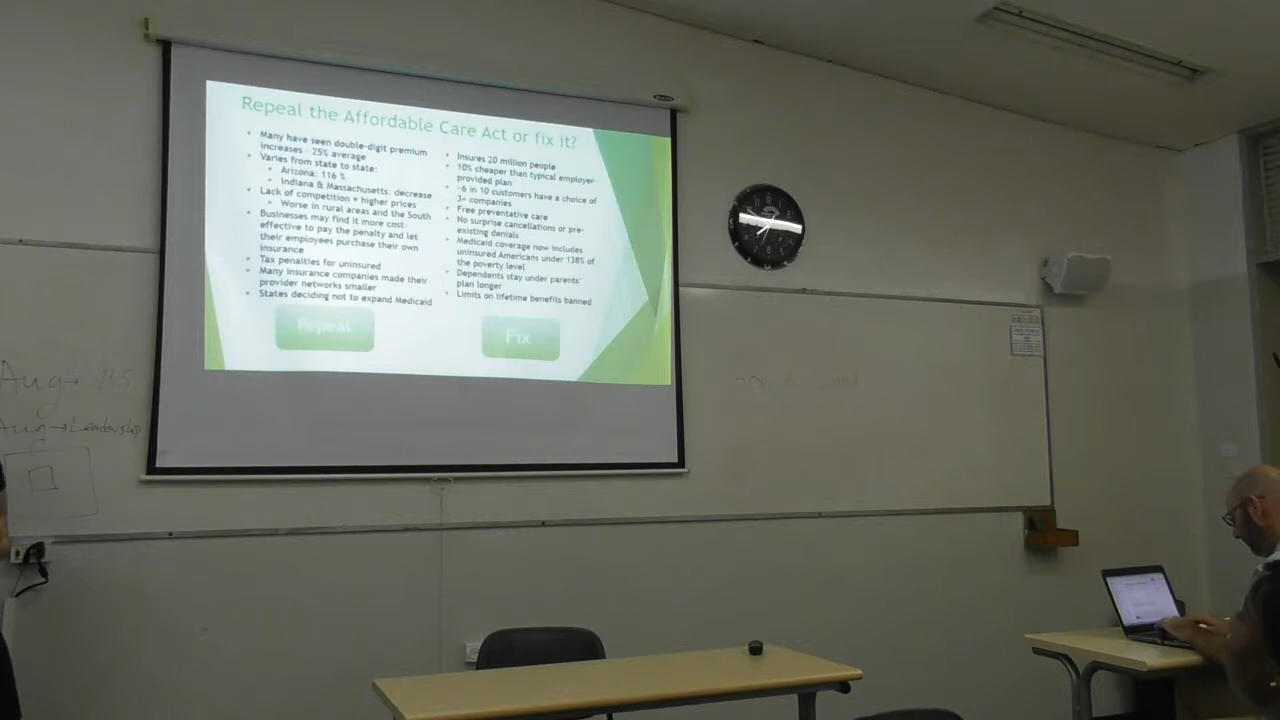 Repeal the Affordable Care Act or fix it?
Many have seen double-digit premium
increases - 25% average
Varies from state to state:
Arizona: 116 %
Indiana & Massachusetts: decrease
Lack of competition = higher prices
Worse in rural areas and the South
Businesses may find it more cost-
effective to pay the penalty and let
their employees purchase their own
insurance
Tax penalties for uninsured
Many insurance companies made their
provider networks smaller
States deciding not to expand Medicaid
Repeal
Insures 20 million people
10% cheaper than typical employer-
provided plan
~6 in 10 customers have a choice of
3+ companies
Free preventative care
No surprise cancellations or pre-
existing denials
Medicaid coverage now includes
uninsured Americans under 138% of
the poverty level
Dependents stay under parents'
plan longer
Limits on lifetime benefits banned
Fix
Aug →
Aug → Leadership